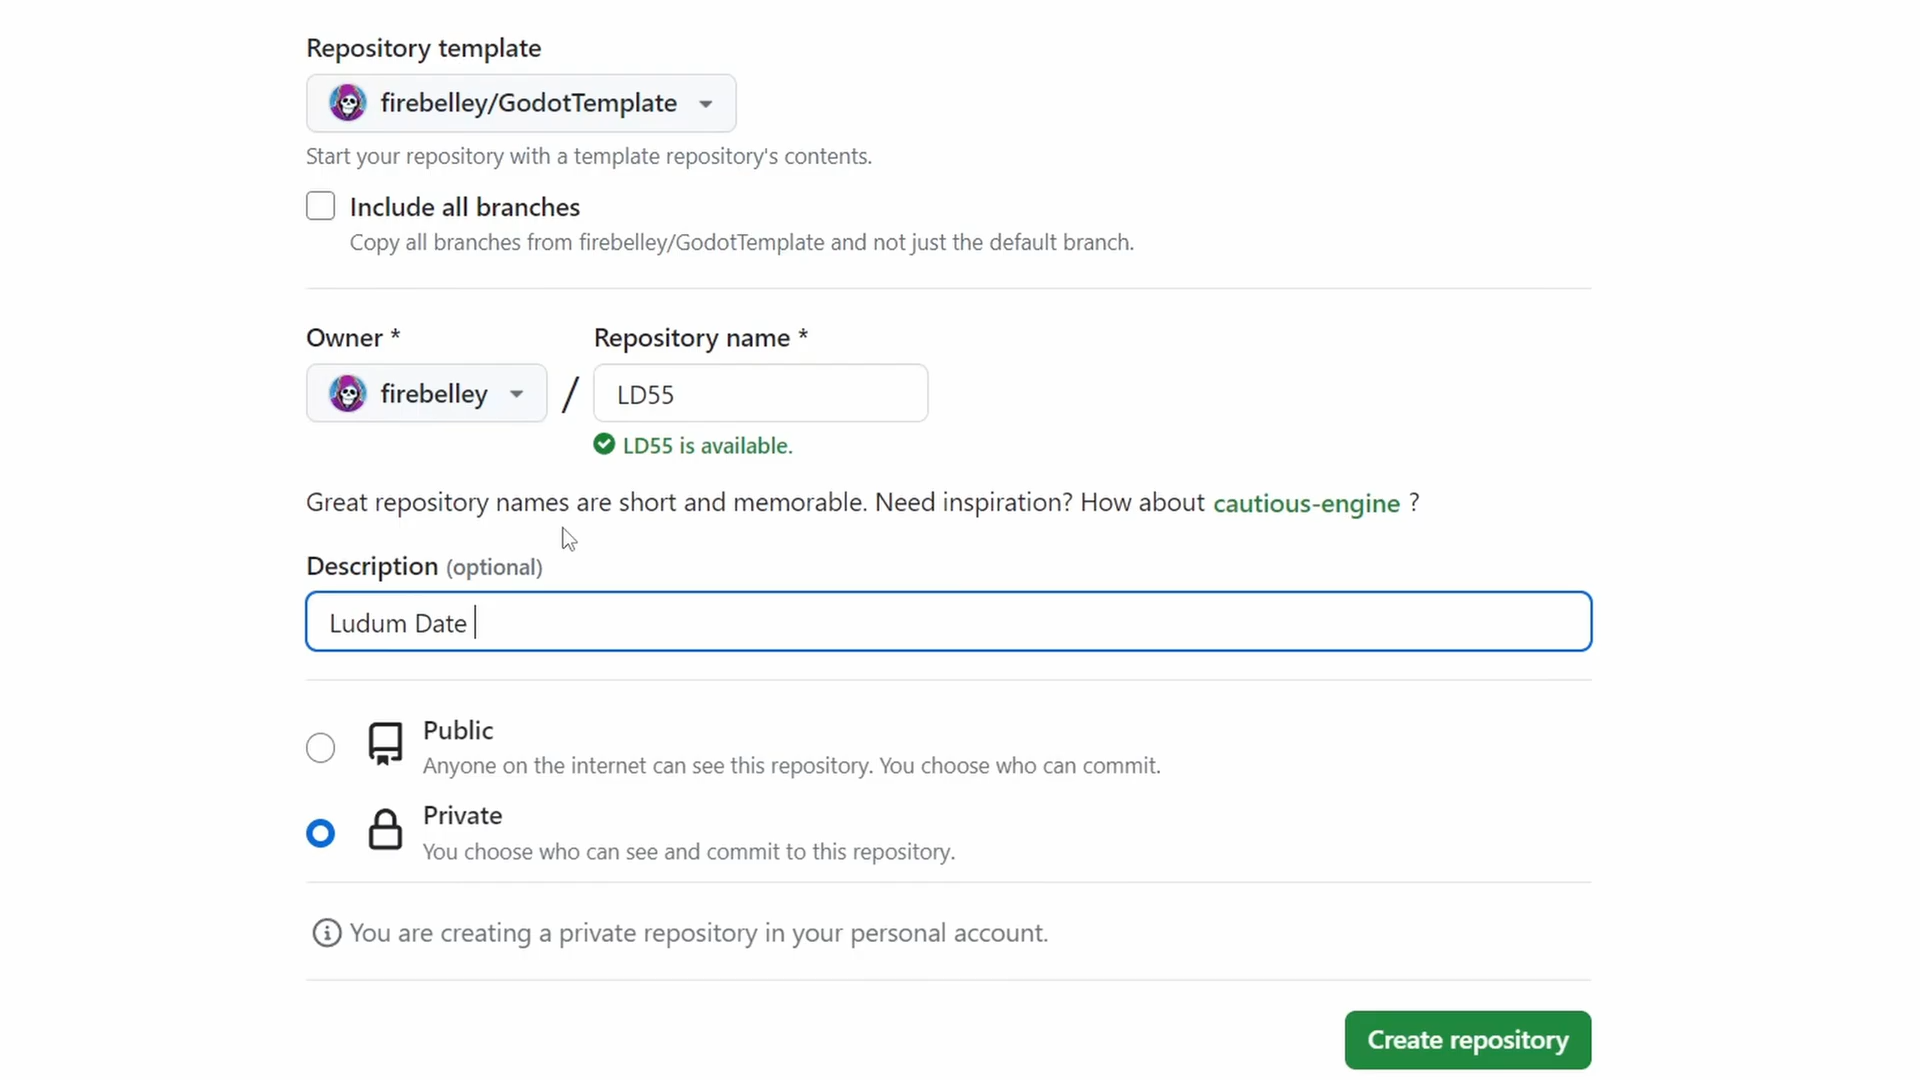 Repository template
firebelley/GodotTemplate
Start your repository with a template repository's contents.
Include all branches
Copy all branches from firebelley/GodotTemplate and not just the default branch.
Owner * Repository name *
firebelley / LD55
LD55 is available.
Great repository names are short and memorable. Need inspiration? How about cautious-engine ?
Description (optional)
Ludum Date
Public
Anyone on the internet can see this repository. You choose who can commit.
Private
You choose who can see and commit to this repository.
You are creating a private repository in your personal account.
Create repository